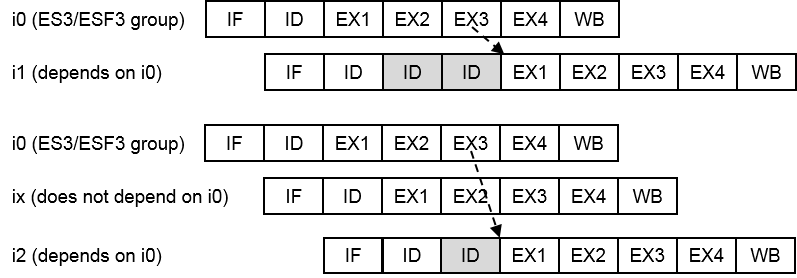 i0 (ES3/ESF3 group) IF ID EX1 EX2 EX3 EX4 WB
i1 (depends on i0) IF ID ID ID EX1 EX2 EX3 EX4 WB
i0 (ES3/ESF3 group) IF ID EX1 EX2 EX3 EX4 WB
ix (does not depend on i0) IF ID EX1 EX2 EX3 EX4 WB
i2 (depends on i0) IF ID ID EX1 EX2 EX3 EX4 WB